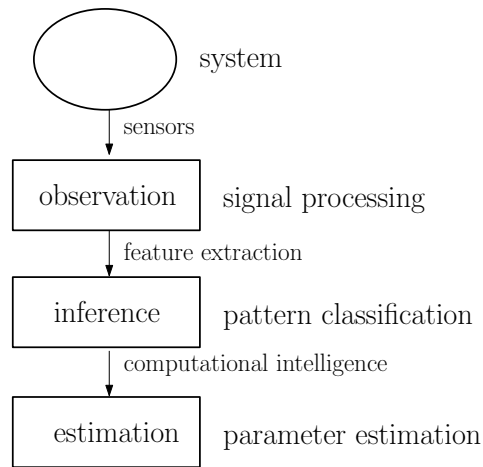 system
sensors
observation
signal processing
feature extraction
inference
pattern classification
computational intelligence
estimation
parameter estimation